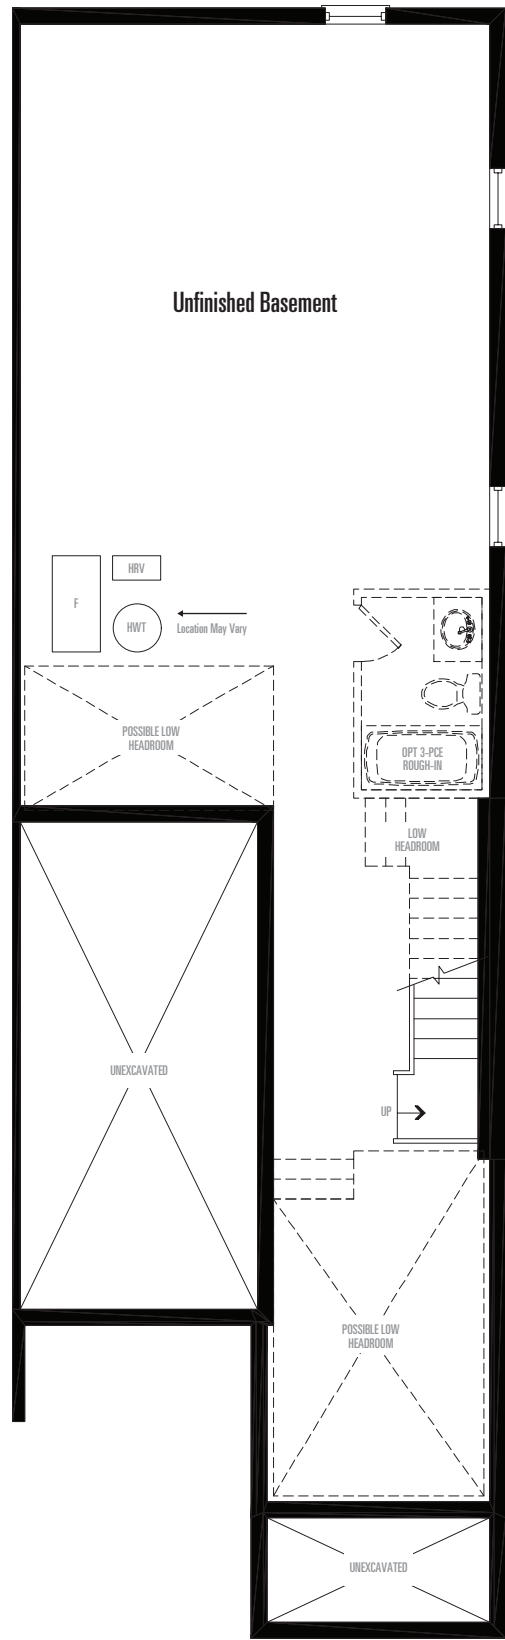 Unfinished Basement
HRV
F
HWT
Location May Vary
OPT 3-PCE
ROUGH-IN
POSSIBLE LOW
HEADROOM
LOW
HEADROOM
UNEXCAVATED
UP
POSSIBLE LOW
HEADROOM
UNEXCAVATED